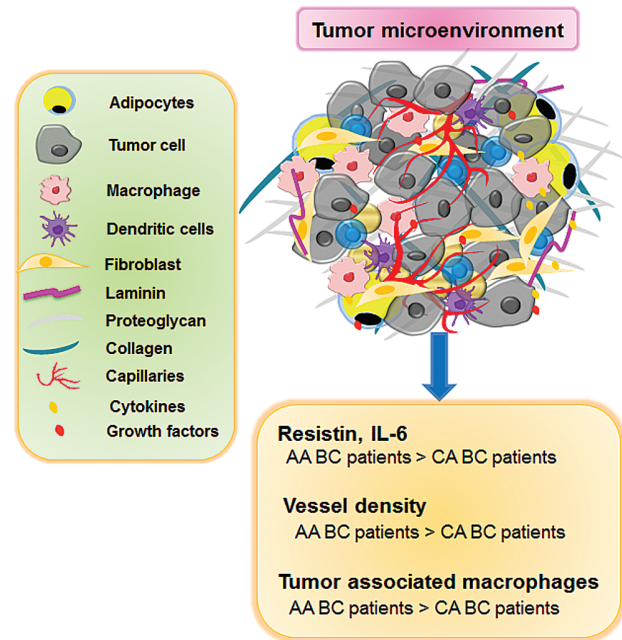 Tumor microenvironment
Adipocytes
Tumor cell
Macrophage
Dendritic cells
Fibroblast
Laminin
Proteoglycan
Collagen
Capillaries
Cytokines
Growth factors
Resistin, IL-6
AA BC patients > CA BC patients
Vessel density
AA BC patients > CA BC patients
Tumor associated macrophages
AA BC patients > CA BC patients